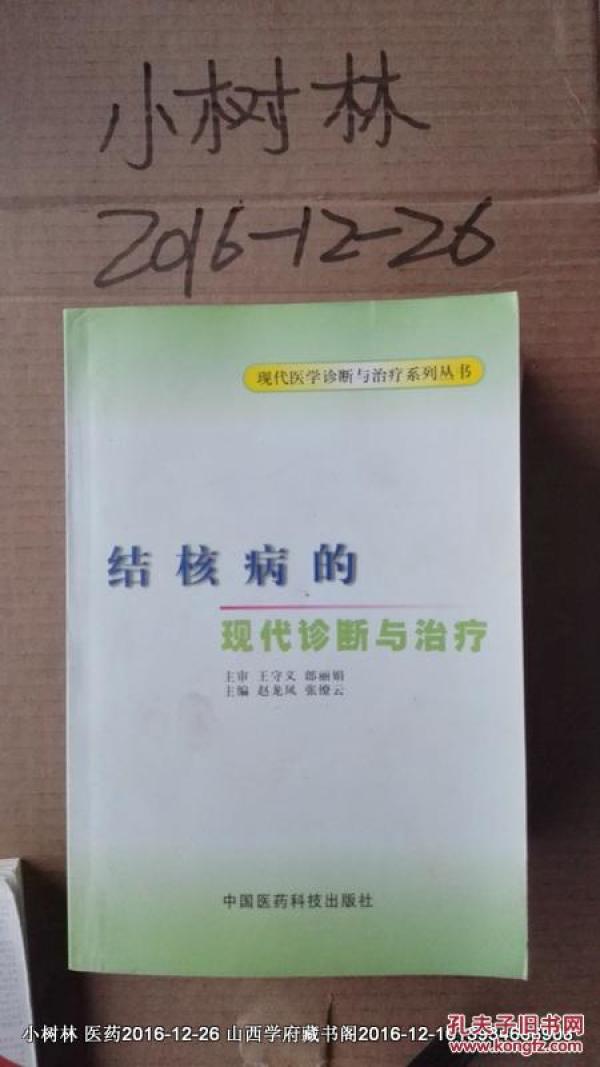 小树林
2016-12-26
现代医学诊断与治疗系列丛书
结核病的
现代诊断与治疗
主审 王守义 郎丽娟
主编 赵龙凤 张缭云
中国医药科技出版社
小树林 医药2016-12-26 山西学府藏书阁2016-12-10
孔夫子旧书网
www.kongfz.com